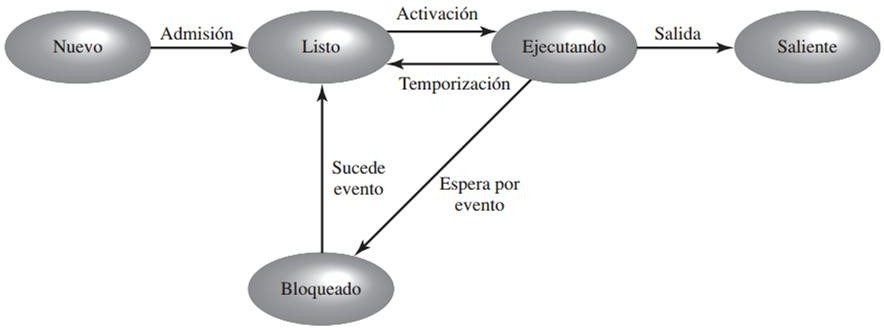 Nuevo
Admisión
Listo
Activación
Temporización
Ejecutando
Salida
Saliente
Sucede
evento
Espera por
evento
Bloqueado